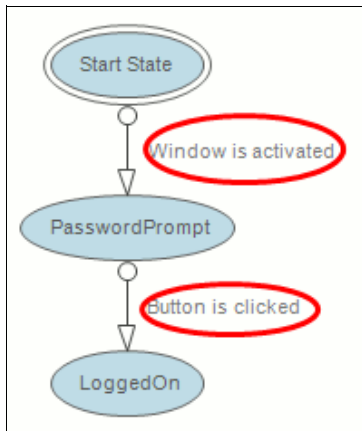 Start State
Window is activated
PasswordPrompt
Button is clicked
LoggedOn